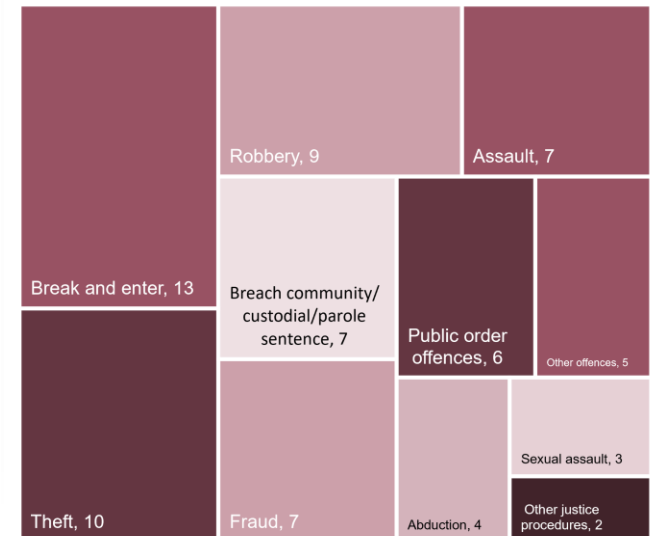 Robbery, 9
Assault, 7
Break and enter, 13
Breach community/
custodial/parole
sentence, 7
Public order
offences, 6
Other offences, 5
Sexual assault, 3
Theft, 10
Fraud, 7
Abduction, 4
Other justice
procedures, 2